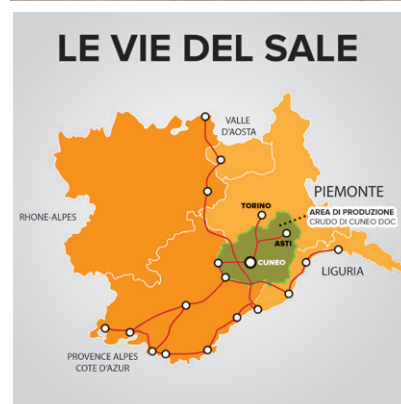 LE VIE DEL SALE
VALLE
D'AOSTA
PIEMONTE
TORINO
AREA DI PRODUZIONE
CRUDO DI CUNEO DOC
RHONE-ALPES
ASTI
CUNEO
LIGURIA
PROVENCE ALPES
COTE D'AZUR